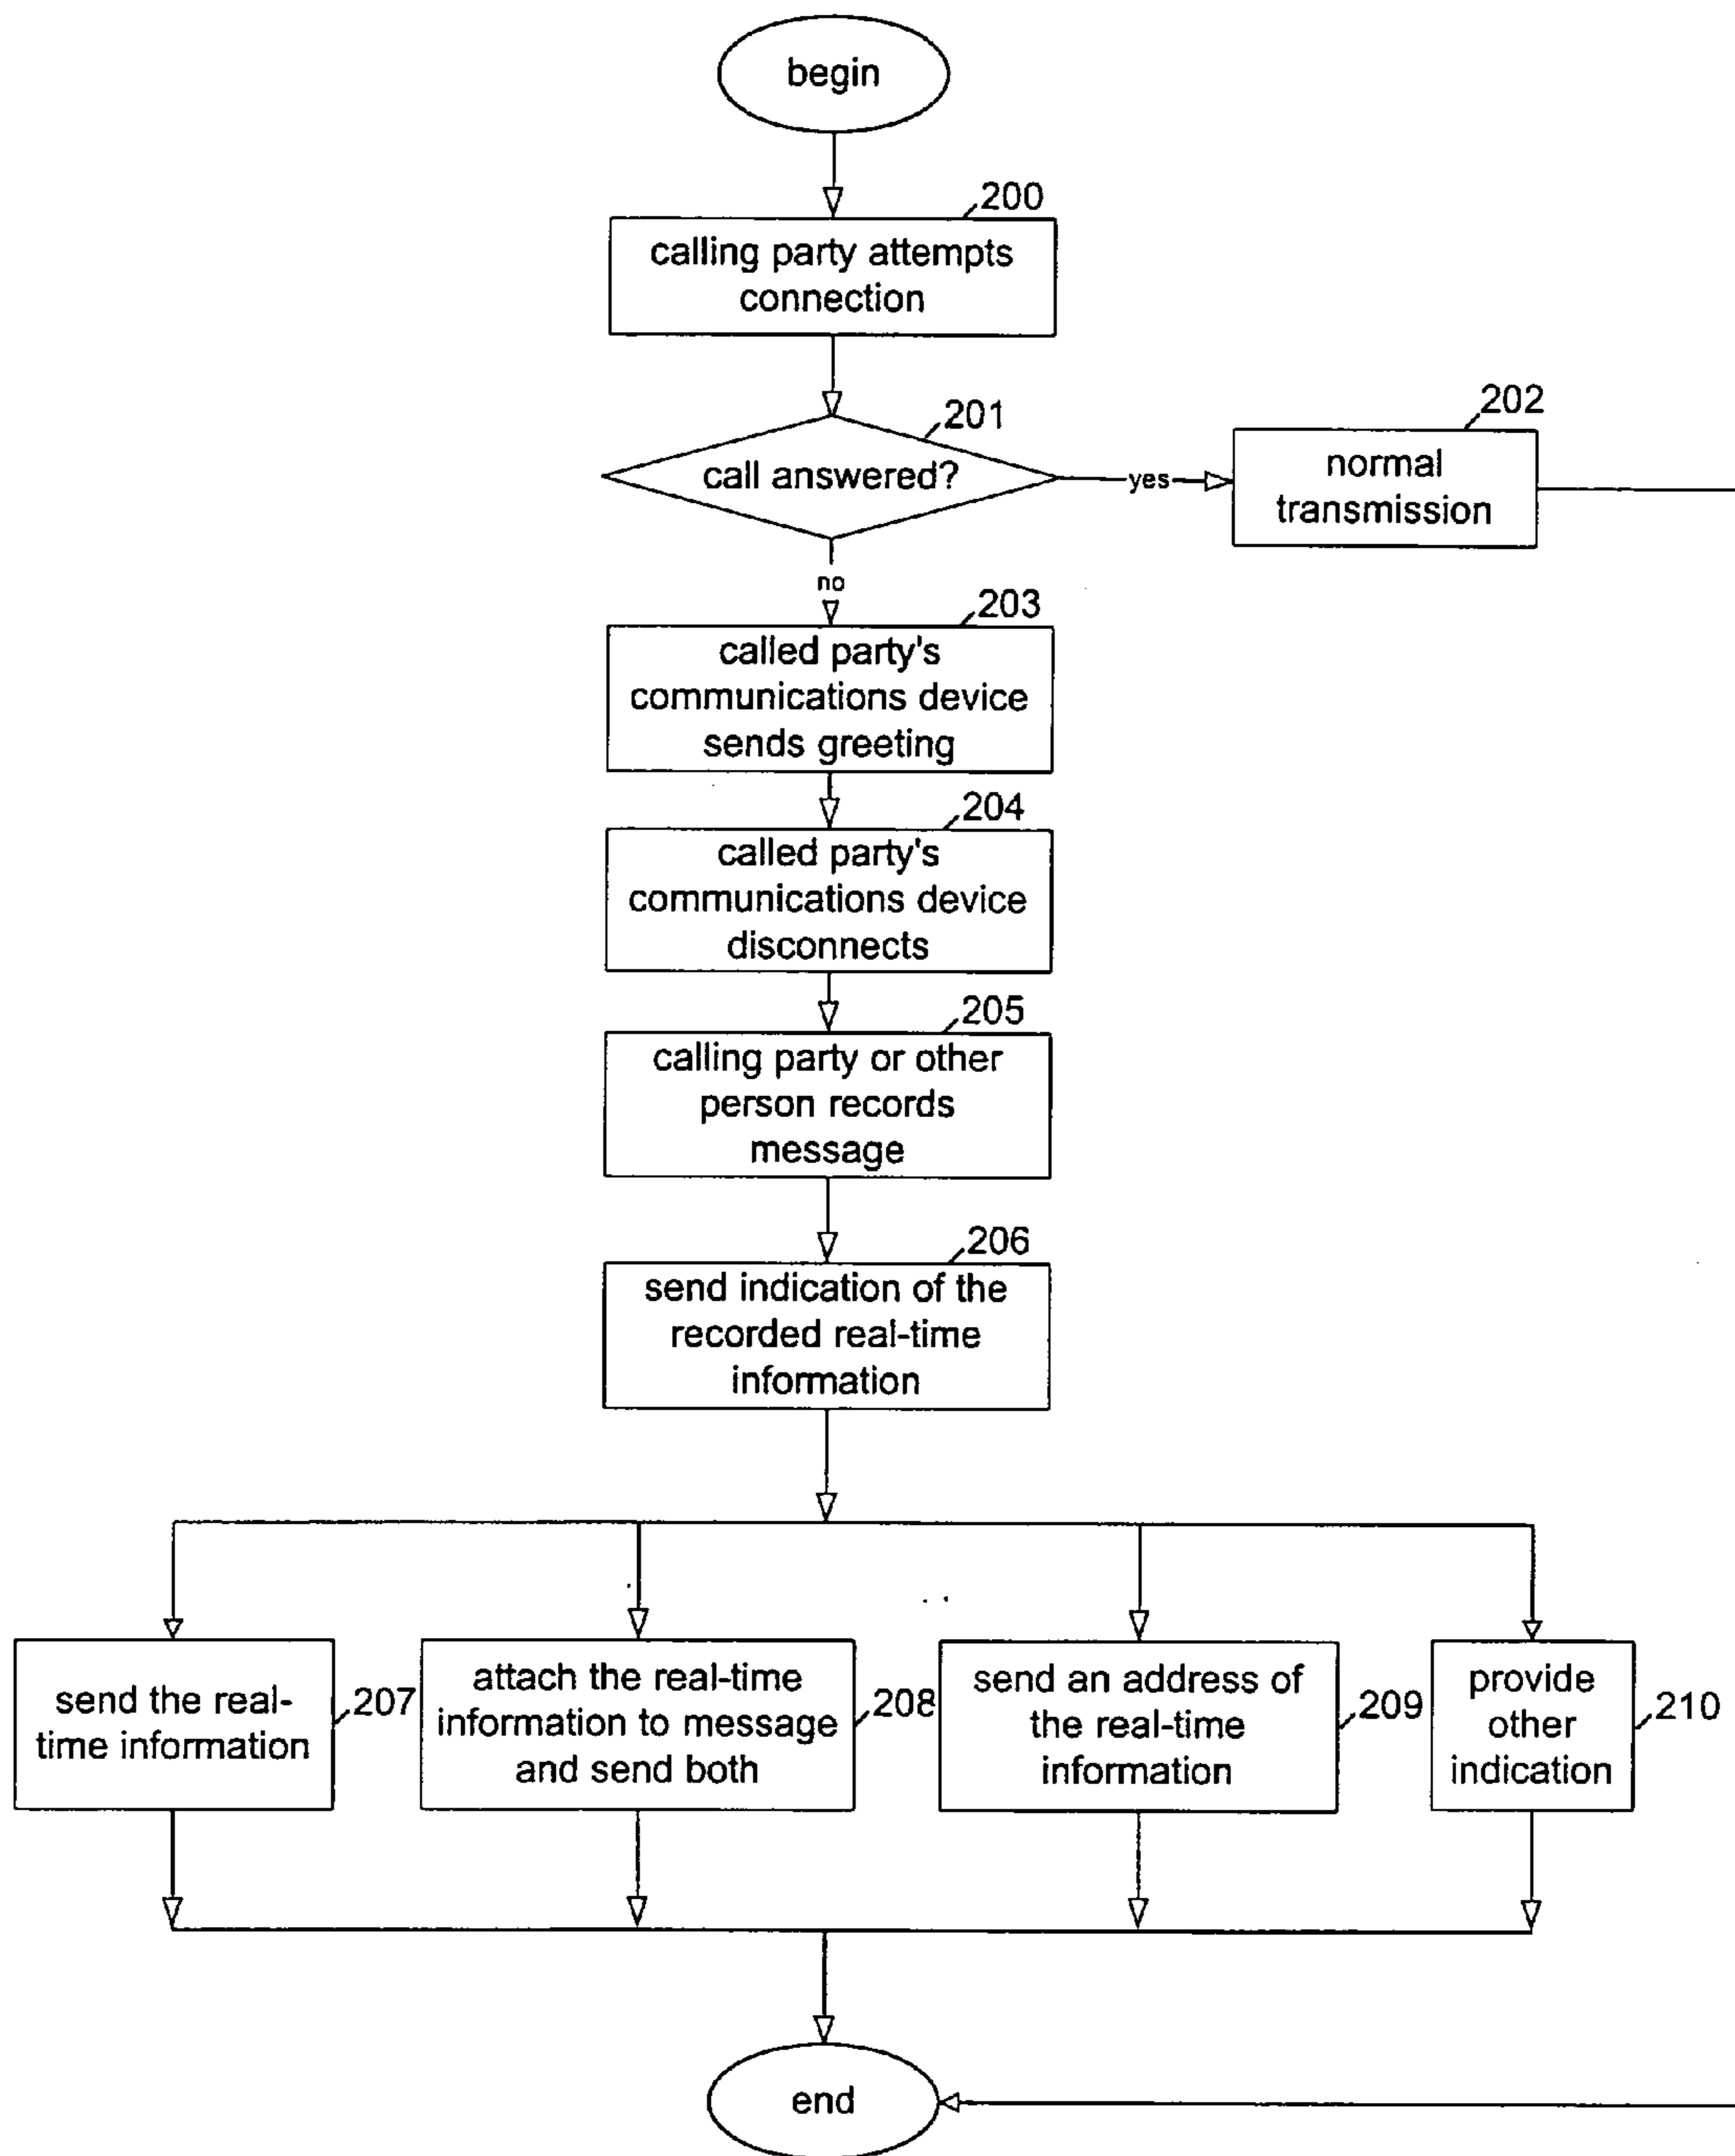 begin
200
calling party attempts
connection
201
call answered?
yes
202
normal
transmission
no
203
called party's
communications device
sends greeting
204
called party's
communications device
disconnects
205
calling party or other
person records
message
206
send indication of the
recorded real-time
information
send the real-
time information
207
attach the real-time
information to message
and send both
208
send an address of
the real-time
information
209
provide
other
indication
210
end